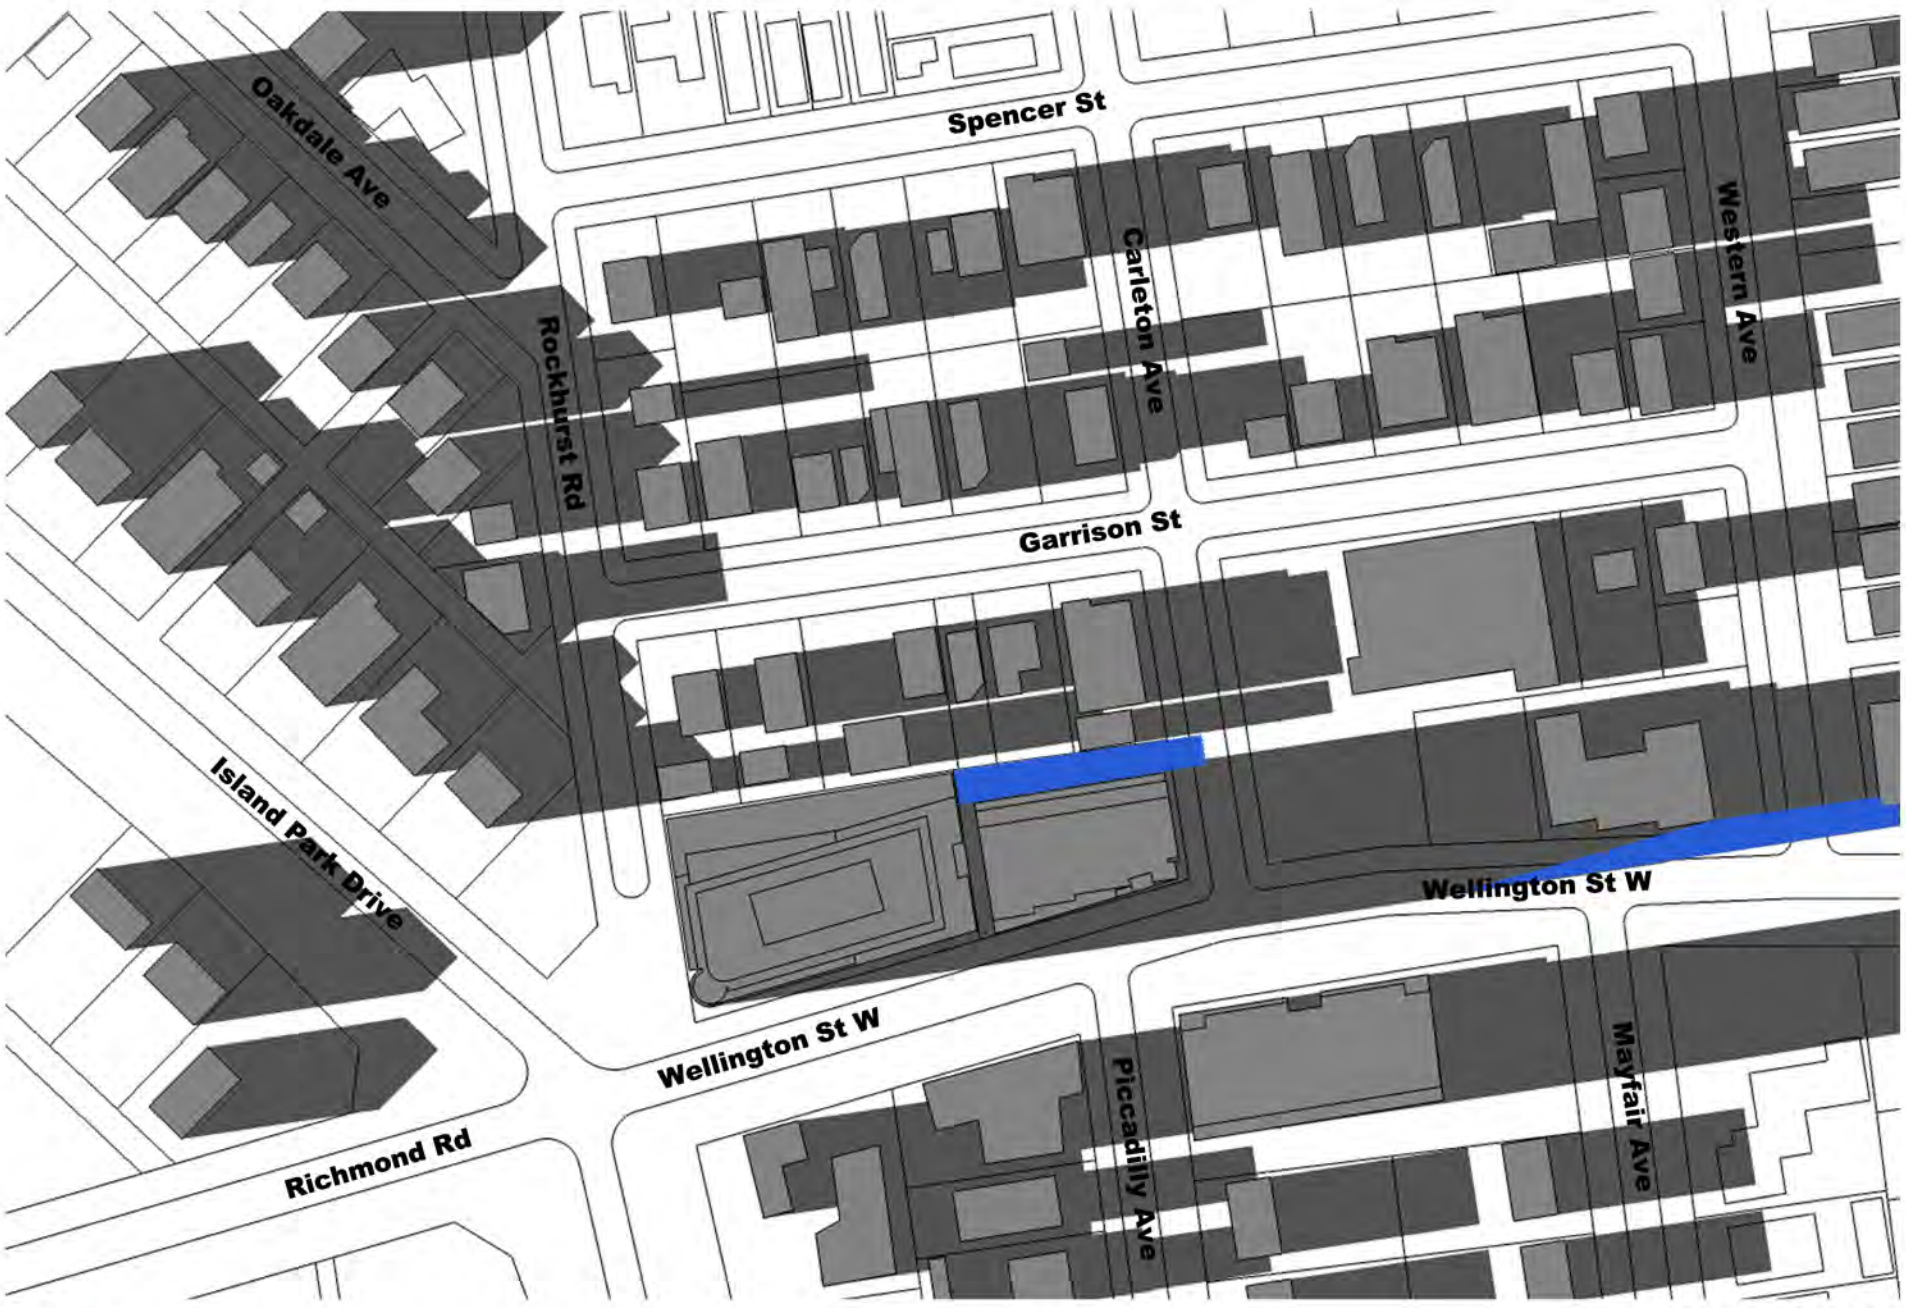 Oakdale Ave
Spencer St
Western Ave
Carleton Ave
Rockhurst Rd
Garrison St
Island Park Drive
Wellington St W
Wellington St W
Mayfair Ave
Piccadilly Ave
Richmond Rd